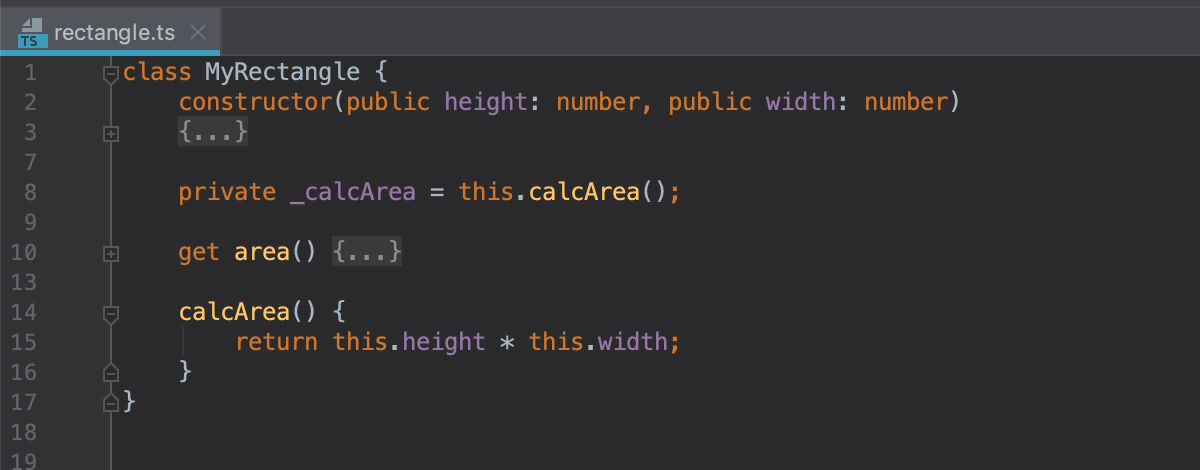 rectangle.ts
TS
1 class MyRectangle {
2 constructor(public height: number, public width: number)
3 {...}
7
8 private _calcArea = this.calcArea();
9
10 get area() {...}
13
14 calcArea() {
15 return this.height * this.width;
16 }
17 }
18
19